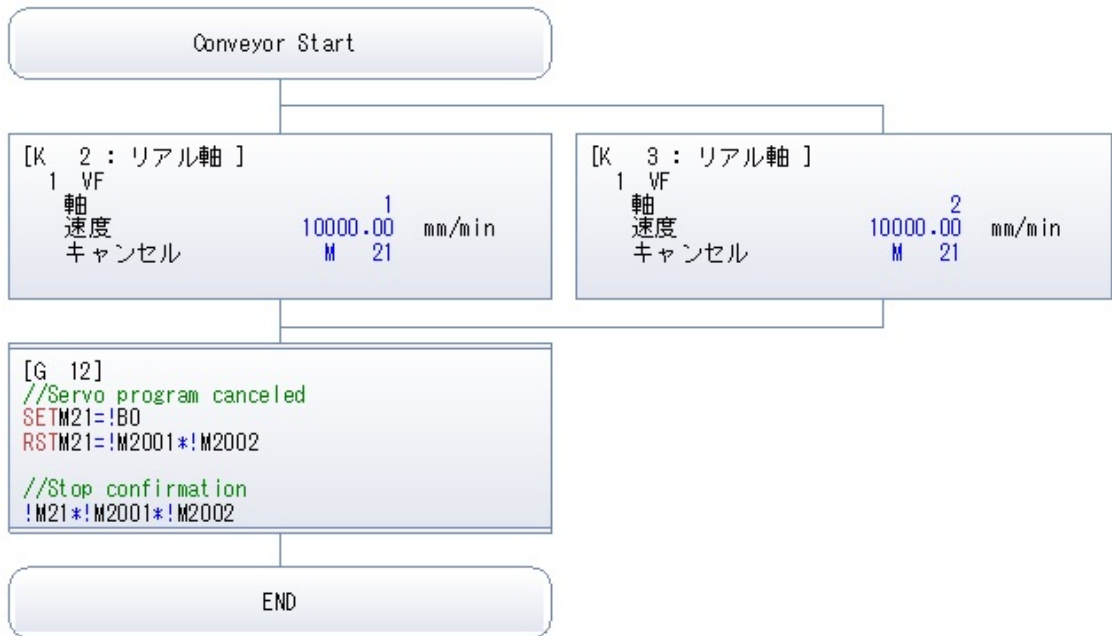 Conveyor Start
[K 2 : リアル軸 ]
1 VF
軸 1
速度 10000.00 mm/min
キャンセル M 21
[K 3 : リアル軸 ]
1 VF
軸 2
速度 10000.00 mm/min
キャンセル M 21
[G 12]
//Servo program canceled
SETM21=!B0
RSTM21=!M2001*!M2002
//Stop confirmation
!M21*!M2001*!M2002
END